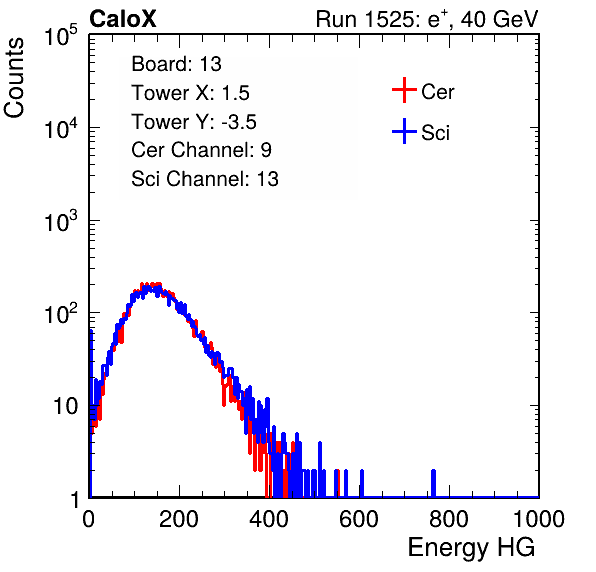 CaloX Run 1525: e⁺, 40 GeV
Counts
10⁵
10⁴
10³
10²
10
1
Board: 13
Tower X: 1.5
Tower Y: -3.5
Cer Channel: 9
Sci Channel: 13
Cer
Sci
0 200 400 600 800 1000
Energy HG